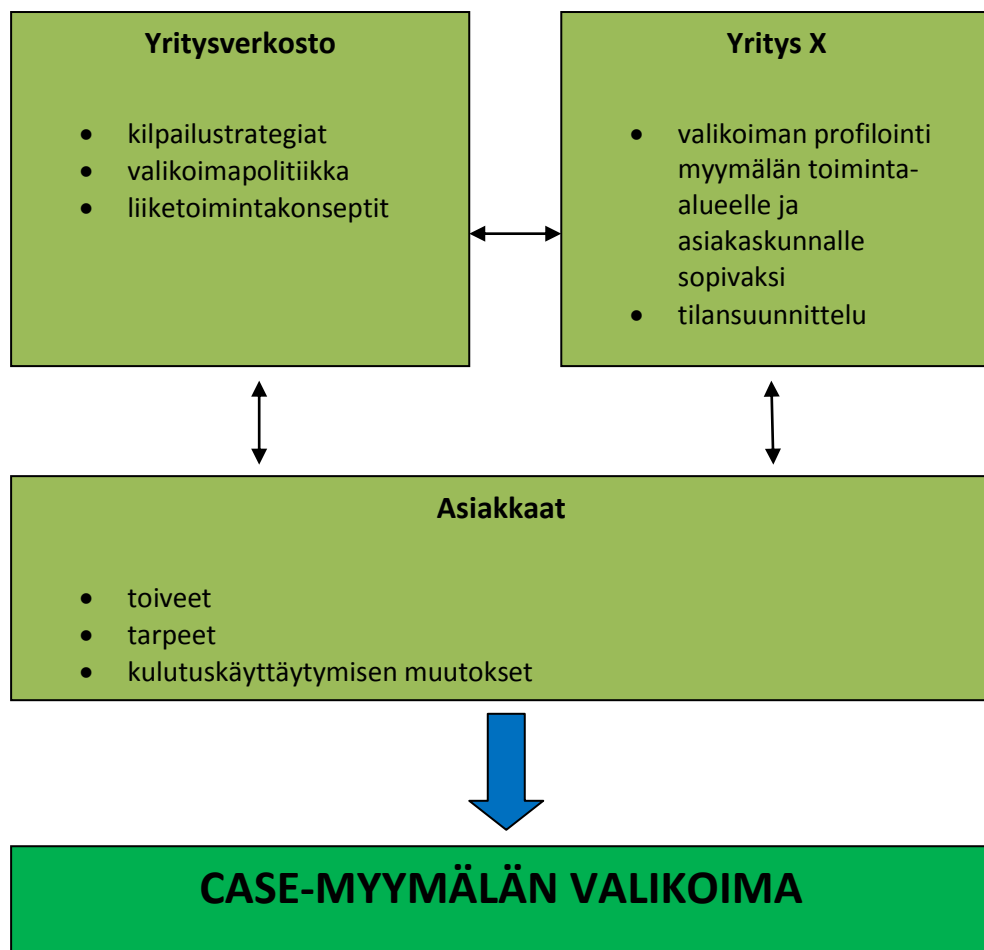 Yritysverkosto
• kilpailustrategiat
• valikoimapolitiikka
• liiketoimintakonseptit
Yritys X
• valikoiman profilointi
myymälän toiminta-
alueelle ja
asiakaskunnalle
sopivaksi
• tilansuunnittelu
Asiakkaat
• toiveet
• tarpeet
• kulutuskäyttäytymisen muutokset
CASE-MYYMÄLÄN VALIKOIMA